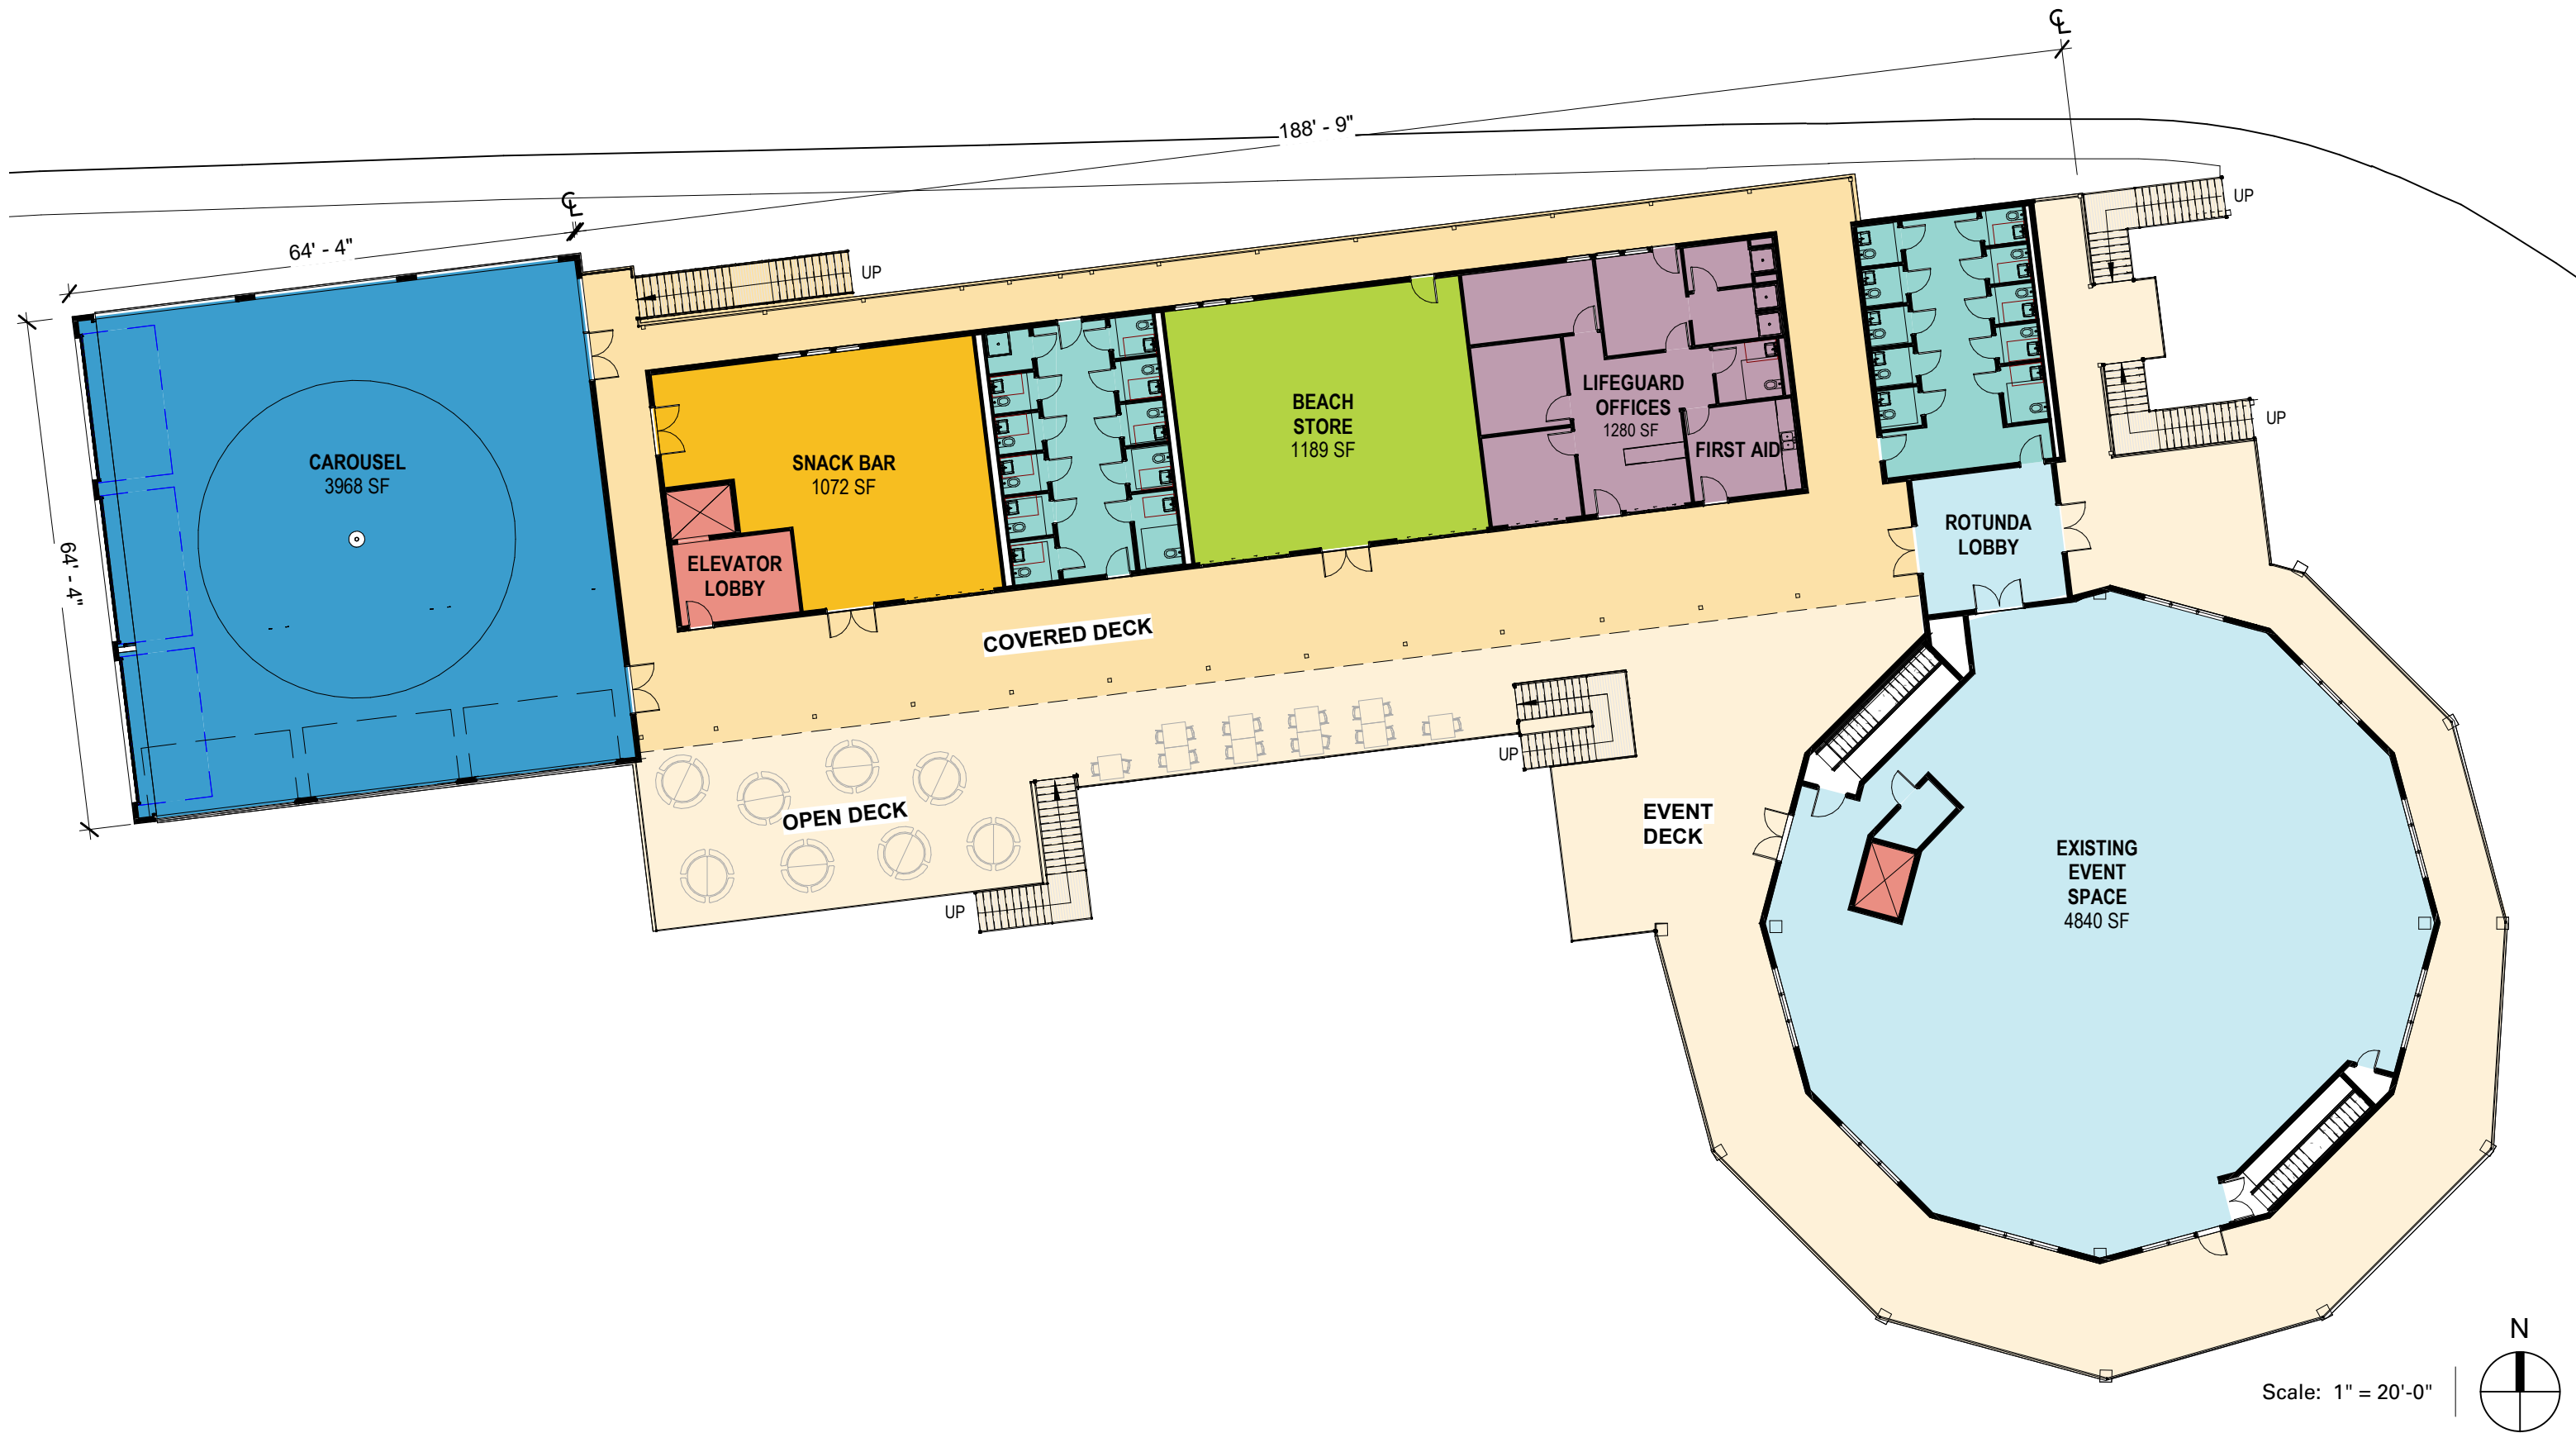 ℄
188' - 9"
℄
64' - 4"
UP
UP
UP
64' - 4"
CAROUSEL
3968 SF
SNACK BAR
1072 SF
ELEVATOR
LOBBY
BEACH
STORE
1189 SF
LIFEGUARD
OFFICES
1280 SF
FIRST AID
ROTUNDA
LOBBY
COVERED DECK
OPEN DECK
UP
UP
EVENT
DECK
EXISTING
EVENT
SPACE
4840 SF
N
Scale: 1" = 20'-0"